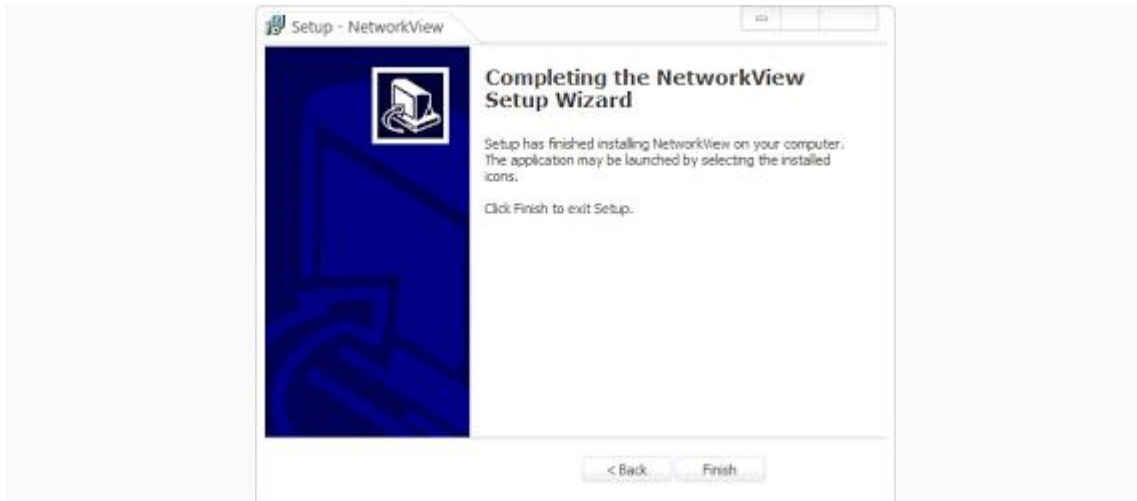 Setup - NetworkView
Completing the NetworkView
Setup Wizard
Setup has finished installing NetworkView on your computer.
The application may be launched by selecting the installed
icons.
Click Finish to exit Setup.
< Back
Finish